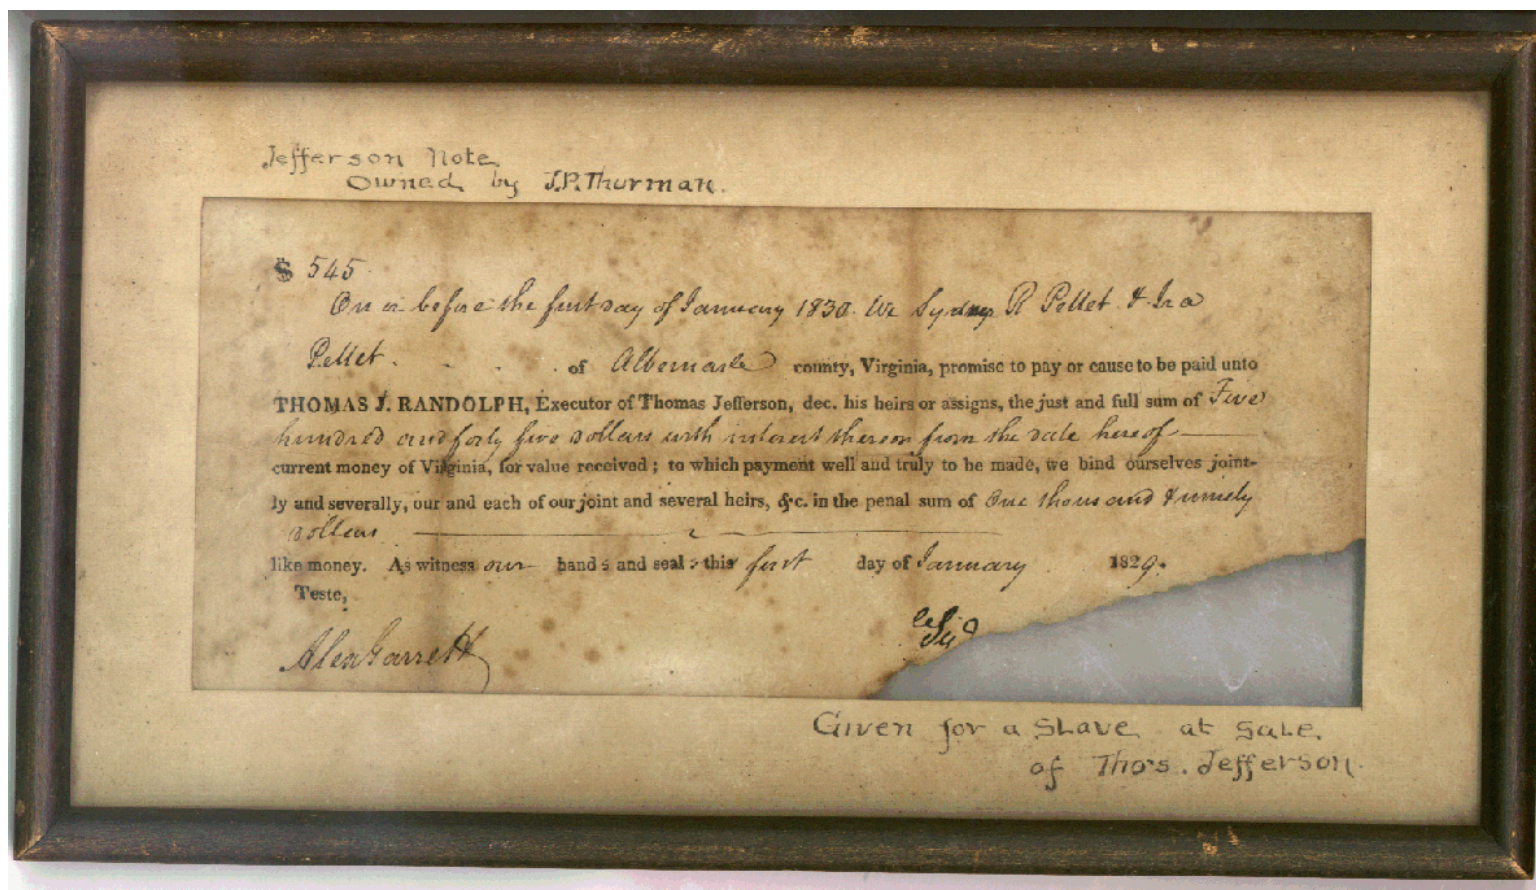 Jefferson Note
Owned by J.P. Thurman.
$ 545
On or before the first day of January 1830. We Sydney R Pellet & Ira
Pellet . . . . of Albemarle county, Virginia, promise to pay or cause to be paid unto
THOMAS J. RANDOLPH, Executor of Thomas Jefferson, dec. his heirs or assigns, the just and full sum of Five
hundred and forty five dollars with interest thereon from the date hereof
current money of Virginia, for value received ; to which payment well and truly to be made, we bind ourselves joint-
ly and severally, our and each of our joint and several heirs, &c. in the penal sum of One thousand & ninety
dollars
like money. As witness our hands and seals this first day of January 1829.
Teste,
Alex Garrett
Given for a Slave at Sale
of Thos. Jefferson.